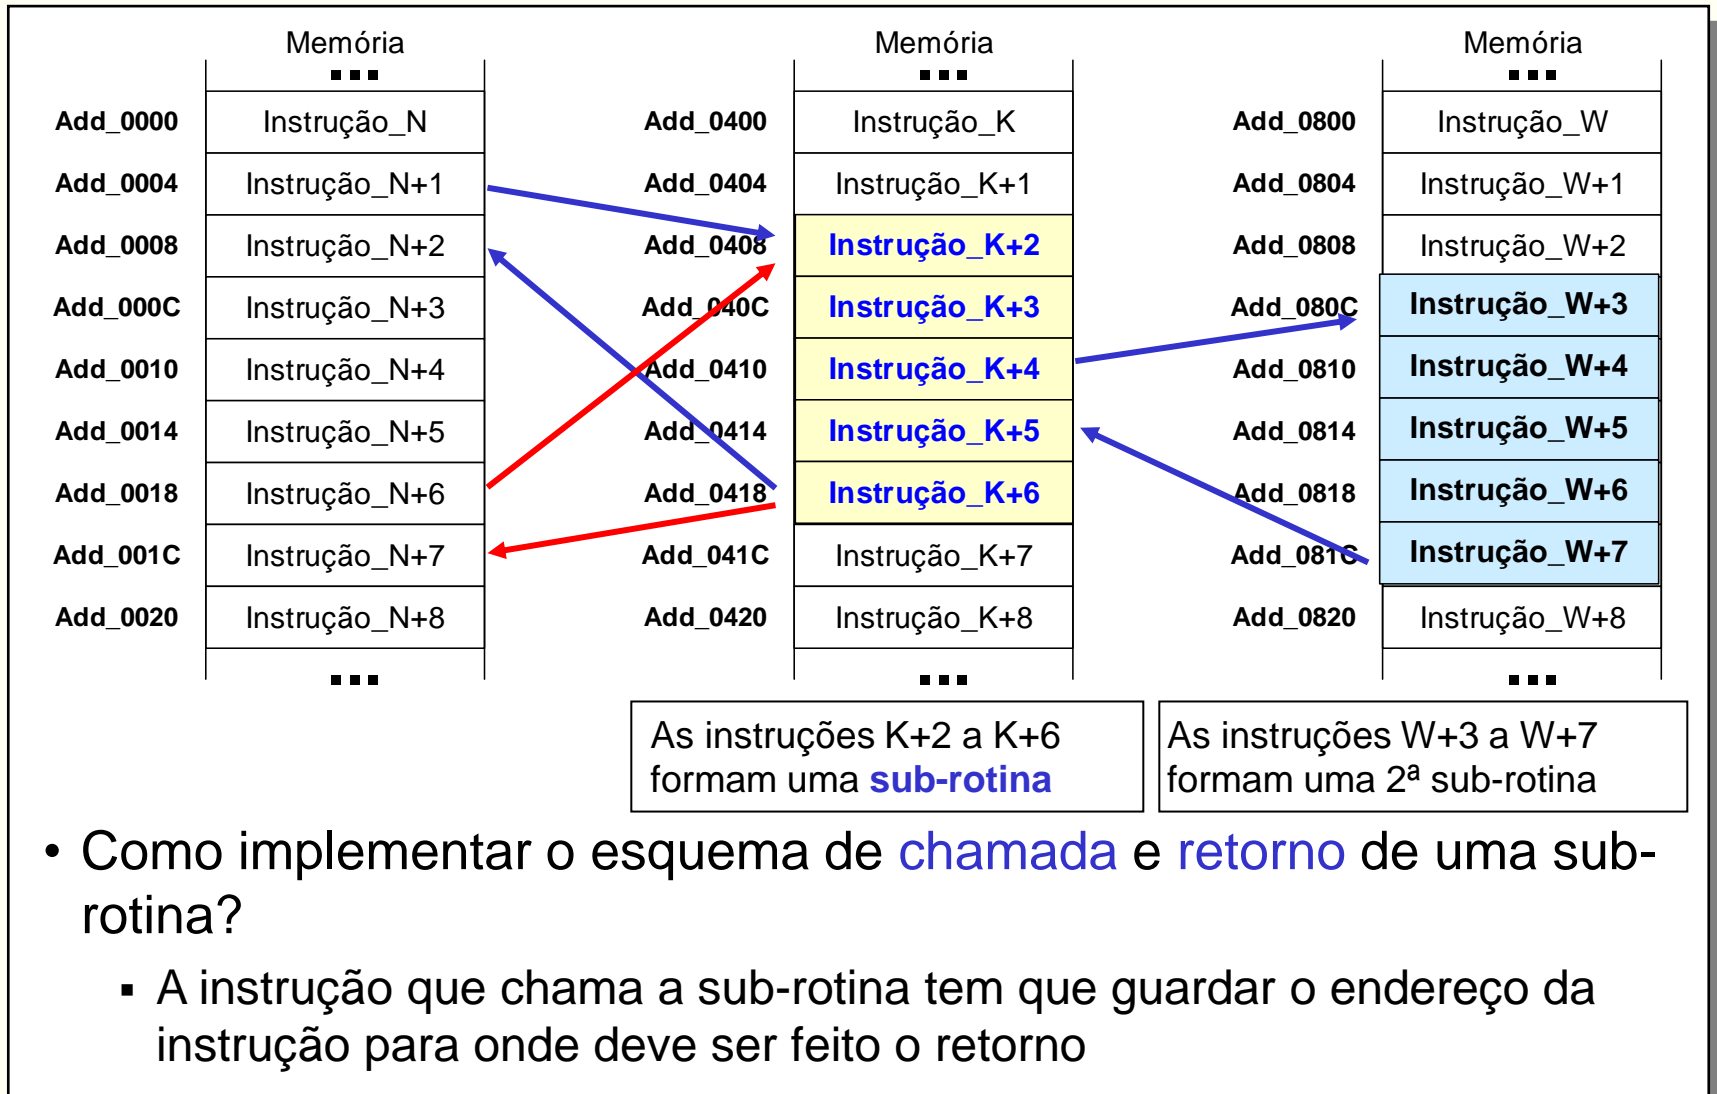 Memória Memória Memória
Add_0000 Instrução_N Add_0400 Instrução_K Add_0800 Instrução_W
Add_0004 Instrução_N+1 Add_0404 Instrução_K+1 Add_0804 Instrução_W+1
Add_0008 Instrução_N+2 Add_0408 Instrução_K+2 Add_0808 Instrução_W+2
Add_000C Instrução_N+3 Add_040C Instrução_K+3 Add_080C Instrução_W+3
Add_0010 Instrução_N+4 Add_0410 Instrução_K+4 Add_0810 Instrução_W+4
Add_0014 Instrução_N+5 Add_0414 Instrução_K+5 Add_0814 Instrução_W+5
Add_0018 Instrução_N+6 Add_0418 Instrução_K+6 Add_0818 Instrução_W+6
Add_001C Instrução_N+7 Add_041C Instrução_K+7 Add_081C Instrução_W+7
Add_0020 Instrução_N+8 Add_0420 Instrução_K+8 Add_0820 Instrução_W+8
As instruções K+2 a K+6
formam uma sub-rotina
As instruções W+3 a W+7
formam uma 2ª sub-rotina
• Como implementar o esquema de chamada e retorno de uma sub-
rotina?
▪ A instrução que chama a sub-rotina tem que guardar o endereço da
instrução para onde deve ser feito o retorno